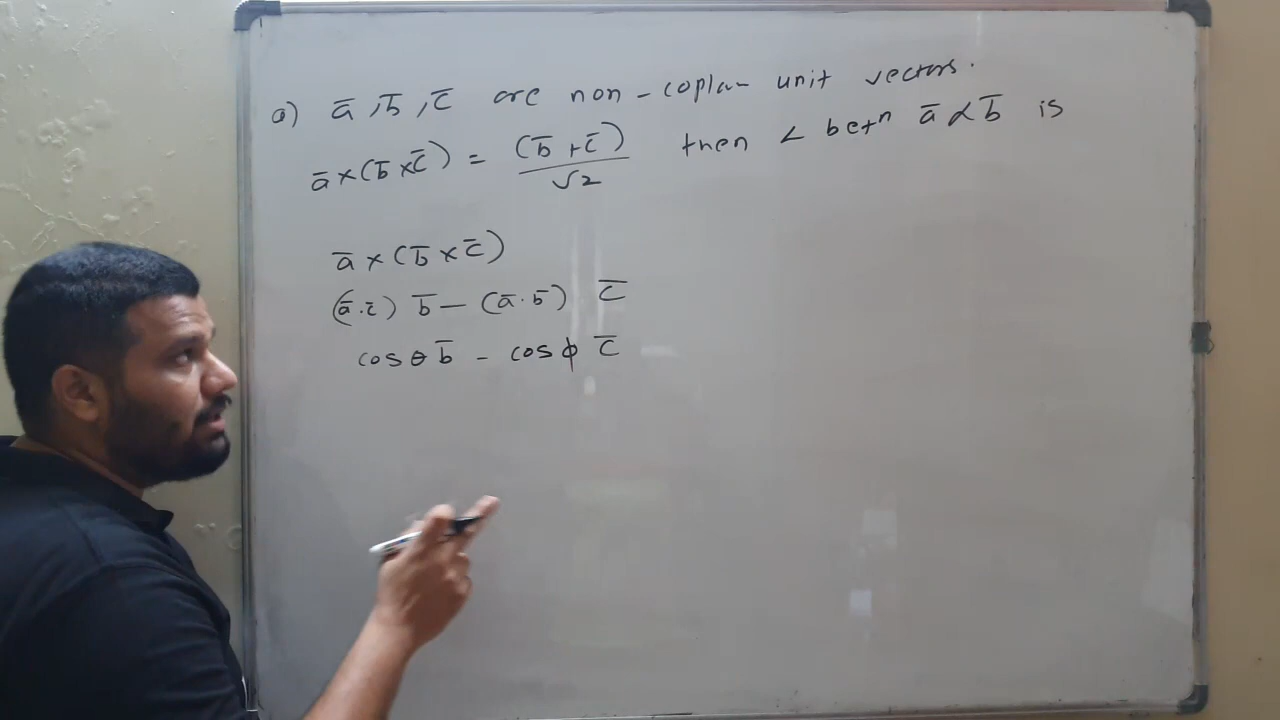 a) a̅, b̅, c̅ are non-coplan unit vectors.
a̅×(b̅×c̅) = (b̅+c̅)/√2 then ∠ betⁿ a̅ & b̅ is
a̅×(b̅×c̅)
(a̅·c̅) b̅ — (a̅·b̅) c̅
cosθ b̅ - cosϕ c̅